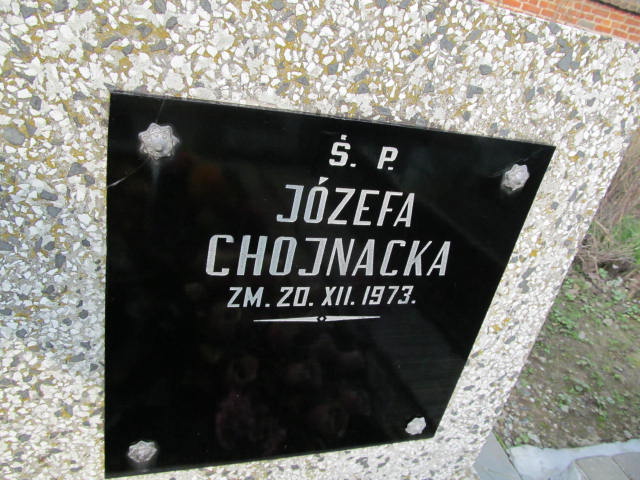 Ś. P.
JÓZEFA
CHOJNACKA
ZM. 20. XII. 1973.